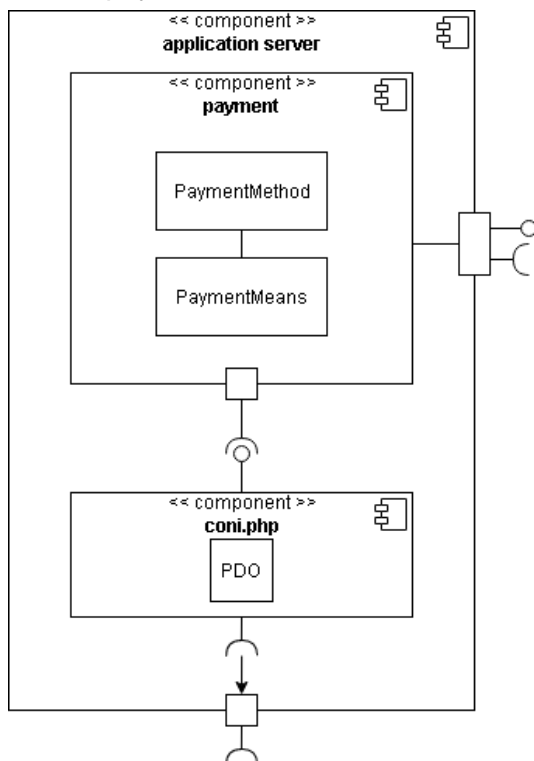 << component >>
application server
<< component >>
payment
PaymentMethod
PaymentMeans
<< component >>
coni.php
PDO